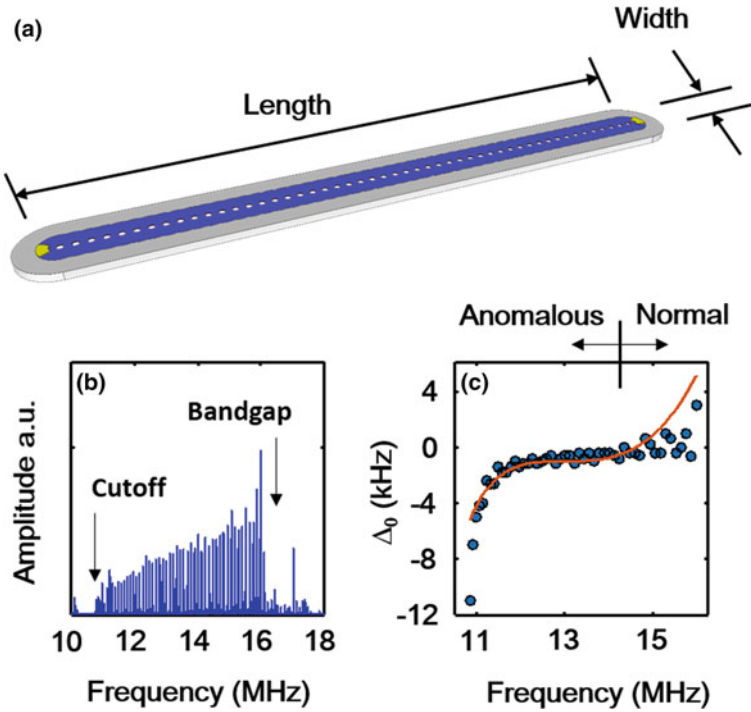 (a)
Width
Length
Anomalous Normal
(b)
Bandgap
Cutoff
Amplitude a.u.
10 12 14 16 18
Frequency (MHz)
(c)
4
0
-4
-8
-12
Δ₀ (kHz)
11 13 15
Frequency (MHz)